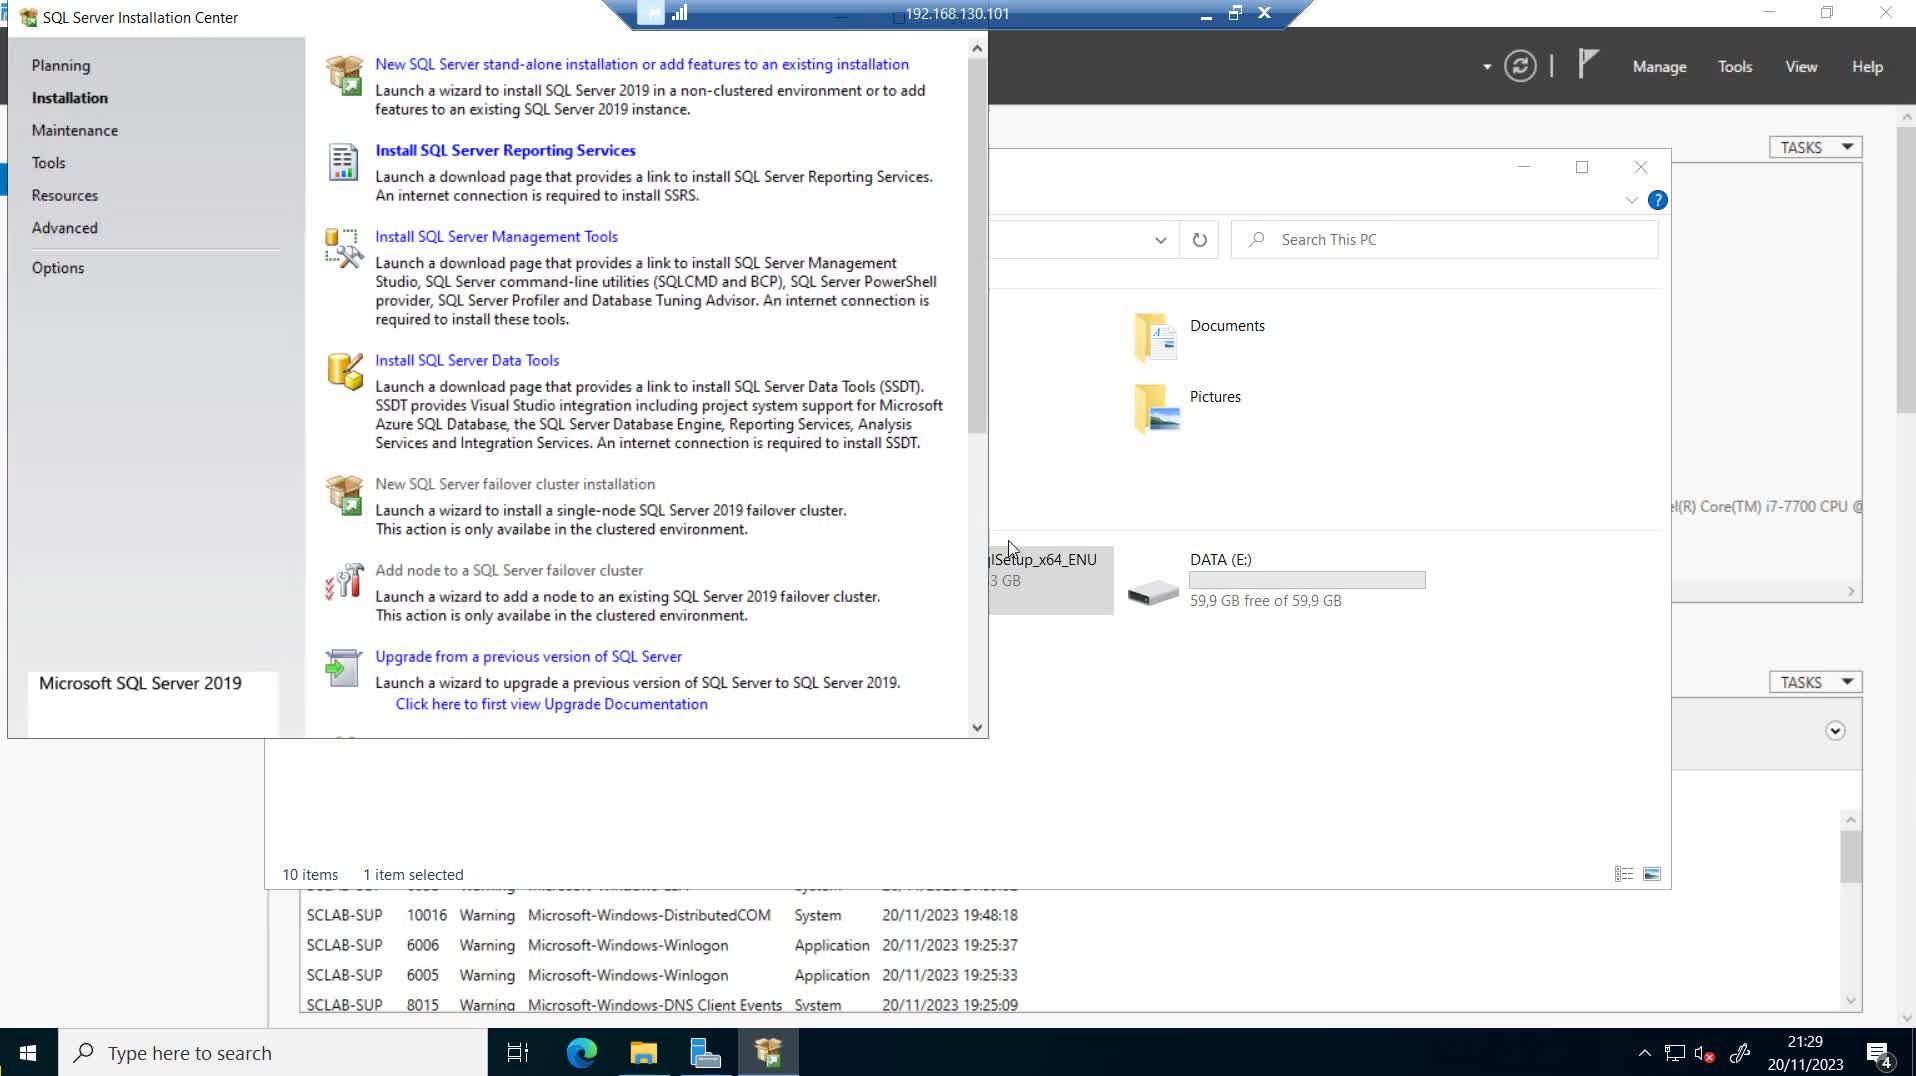 SQL Server Installation Center
192.168.130.101
Manage
Tools
View
Help
Planning
Installation
Maintenance
Tools
Resources
Advanced
Options
Microsoft SQL Server 2019
New SQL Server stand-alone installation or add features to an existing installation
Launch a wizard to install SQL Server 2019 in a non-clustered environment or to add
features to an existing SQL Server 2019 instance.
Install SQL Server Reporting Services
Launch a download page that provides a link to install SQL Server Reporting Services.
An internet connection is required to install SSRS.
Install SQL Server Management Tools
Launch a download page that provides a link to install SQL Server Management
Studio, SQL Server command-line utilities (SQLCMD and BCP), SQL Server PowerShell
provider, SQL Server Profiler and Database Tuning Advisor. An internet connection is
required to install these tools.
Install SQL Server Data Tools
Launch a download page that provides a link to install SQL Server Data Tools (SSDT).
SSDT provides Visual Studio integration including project system support for Microsoft
Azure SQL Database, the SQL Server Database Engine, Reporting Services, Analysis
Services and Integration Services. An internet connection is required to install SSDT.
New SQL Server failover cluster installation
Launch a wizard to install a single-node SQL Server 2019 failover cluster.
This action is only availabe in the clustered environment.
Add node to a SQL Server failover cluster
Launch a wizard to add a node to an existing SQL Server 2019 failover cluster.
This action is only availabe in the clustered environment.
Upgrade from a previous version of SQL Server
Launch a wizard to upgrade a previous version of SQL Server to SQL Server 2019.
Click here to first view Upgrade Documentation
TASKS
?
Search This PC
Documents
Pictures
qlSetup_x64_ENU
3 GB
DATA (E:)
59,9 GB free of 59,9 GB
el(R) Core(TM) i7-7700 CPU @
TASKS
10 items 1 item selected
SCLAB-SUP 10016 Warning Microsoft-Windows-DistributedCOM System 20/11/2023 19:48:18
SCLAB-SUP 6006 Warning Microsoft-Windows-Winlogon Application 20/11/2023 19:25:37
SCLAB-SUP 6005 Warning Microsoft-Windows-Winlogon Application 20/11/2023 19:25:33
SCLAB-SUP 8015 Warning Microsoft-Windows-DNS Client Events System 20/11/2023 19:25:09
Type here to search
21:29
20/11/2023
4